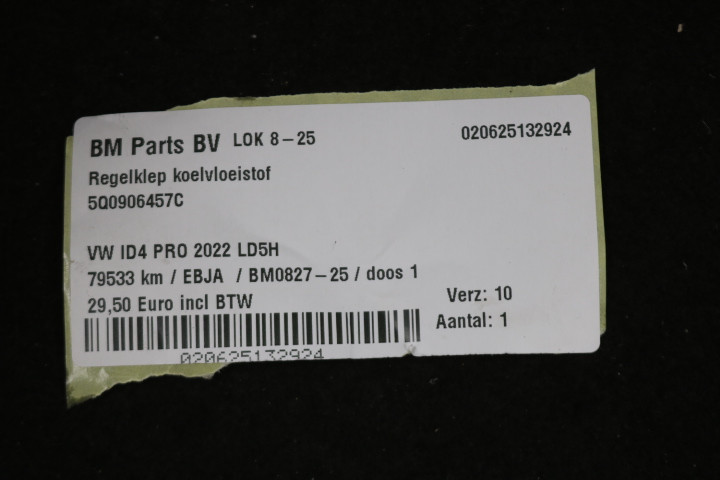 BM Parts BV LOK 8-25 020625132924
Regelklep koelvloeistof
5Q0906457C
VW ID4 PRO 2022 LD5H
79533 km / EBJA / BM0827-25 / doos 1
29,50 Euro incl BTW
Verz: 10
Aantal: 1
020625132924